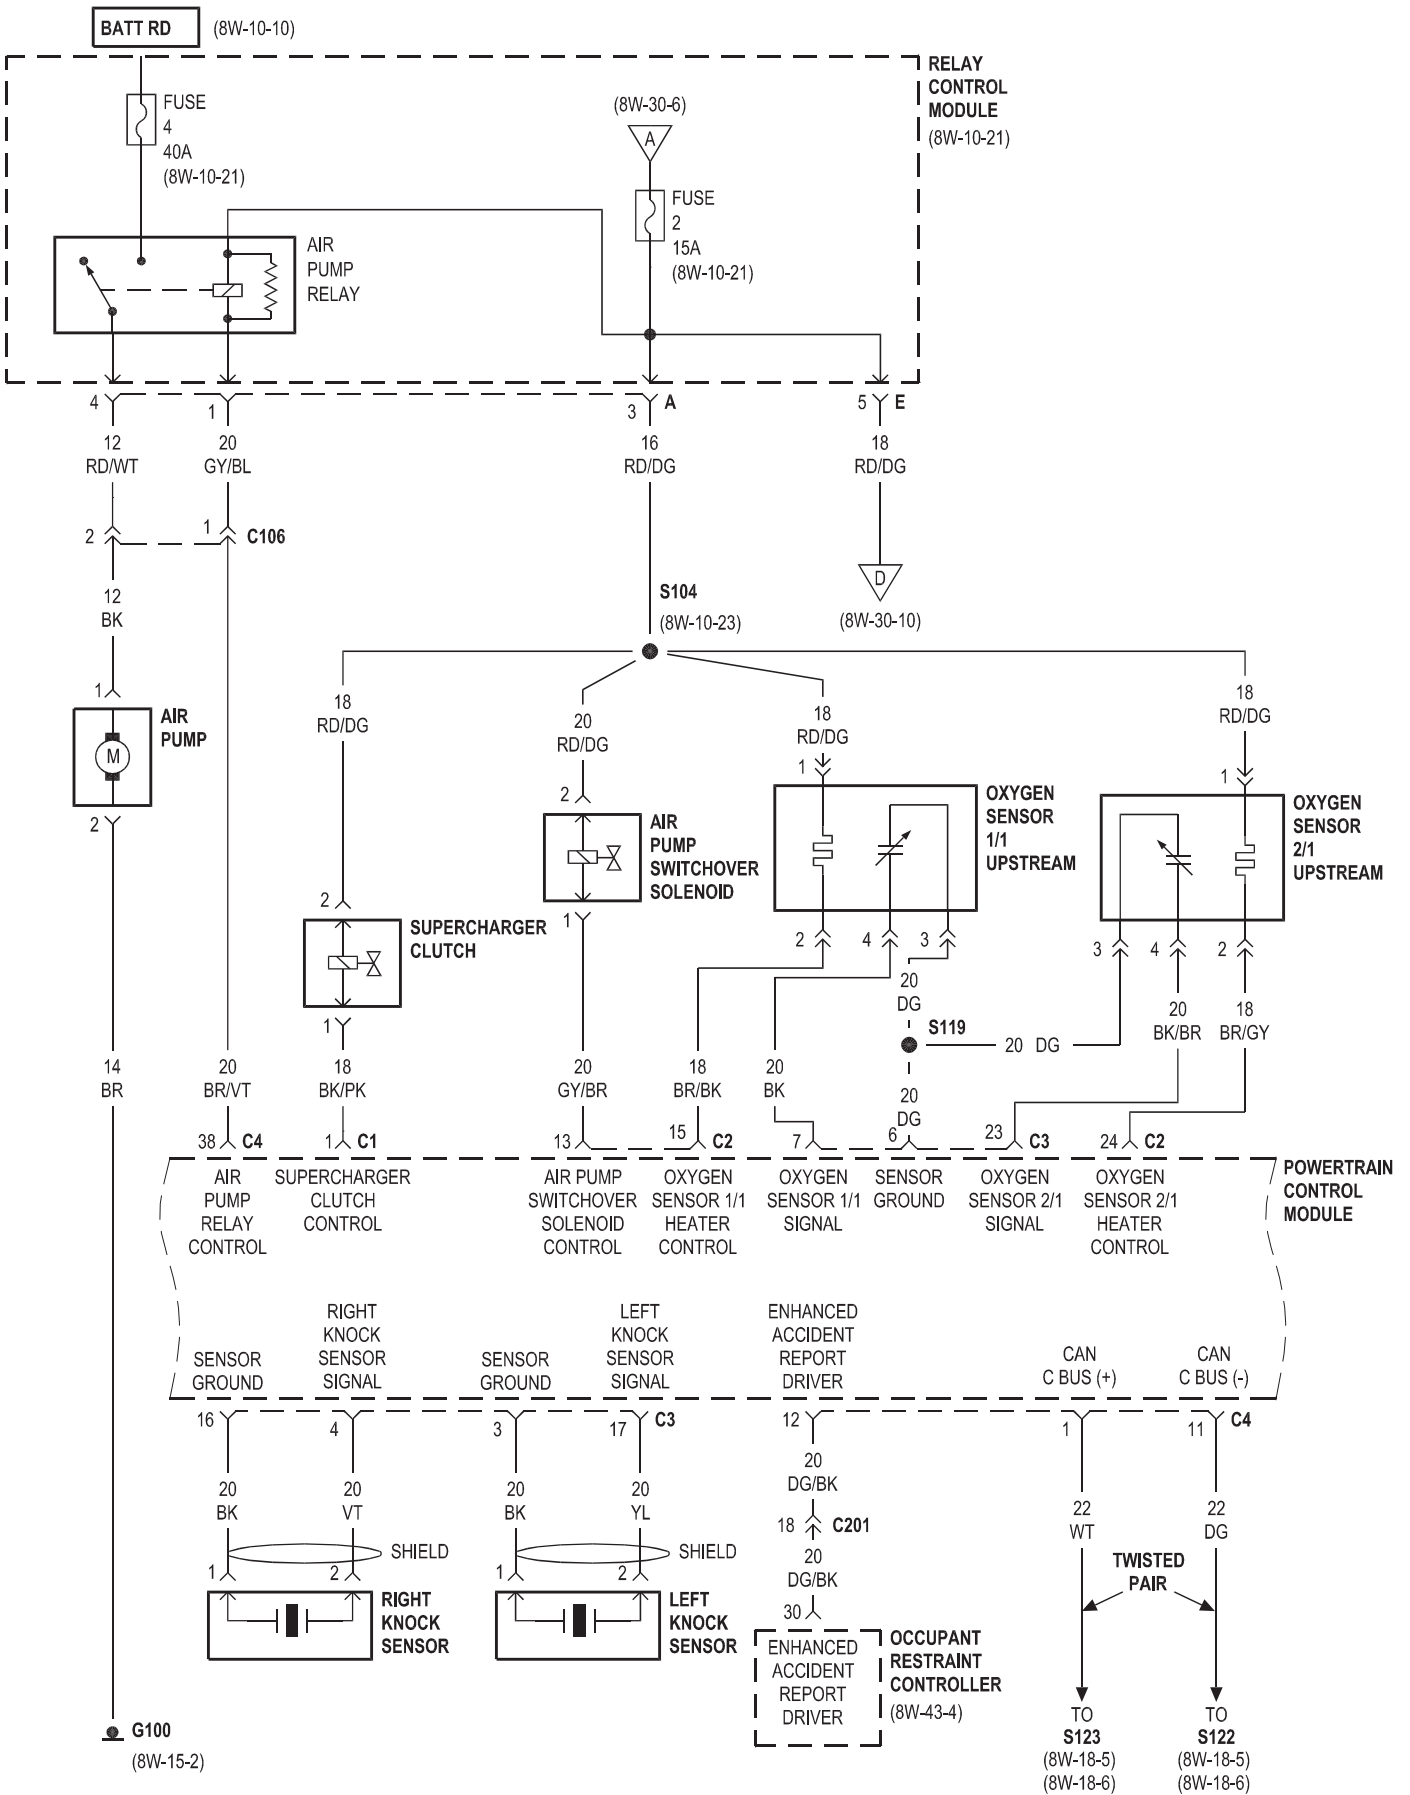 BATT RD (8W-10-10)
RELAY
CONTROL
MODULE
(8W-10-21)
FUSE
4
40A
(8W-10-21)
(8W-30-6)
A
FUSE
2
15A
(8W-10-21)
AIR
PUMP
RELAY
4 1 3 A 5 E
12
RD/WT
20
GY/BL
16
RD/DG
18
RD/DG
2 1 C106
12
BK
D
(8W-30-10)
S104
(8W-10-23)
18
RD/DG
20
RD/DG
18
RD/DG
18
RD/DG
1
AIR
PUMP
M
2
2
AIR
PUMP
SWITCHOVER
SOLENOID
1
1
OXYGEN
SENSOR
1/1
UPSTREAM
2 4 3
1
OXYGEN
SENSOR
2/1
UPSTREAM
3 4 2
2
SUPERCHARGER
CLUTCH
1
20
DG
S119
20 DG
20
DG
20
BK/BR
18
BR/GY
14
BR
20
BR/VT
18
BK/PK
20
GY/BR
18
BR/BK
20
BK
38 C4 1 C1 13 15 C2 7 6 23 C3 24 C2
POWERTRAIN
CONTROL
MODULE
AIR
PUMP
RELAY
CONTROL
SUPERCHARGER
CLUTCH
CONTROL
AIR PUMP
SWITCHOVER
SOLENOID
CONTROL
OXYGEN
SENSOR 1/1
HEATER
CONTROL
OXYGEN
SENSOR 1/1
SIGNAL
SENSOR
GROUND
OXYGEN
SENSOR 2/1
SIGNAL
OXYGEN
SENSOR 2/1
HEATER
CONTROL
SENSOR
GROUND
RIGHT
KNOCK
SENSOR
SIGNAL
SENSOR
GROUND
LEFT
KNOCK
SENSOR
SIGNAL
ENHANCED
ACCIDENT
REPORT
DRIVER
CAN
C BUS (+)
CAN
C BUS (-)
16 4 3 17 C3 12 1 11 C4
20
BK
20
VT
20
BK
20
YL
20
DG/BK
22
WT
22
DG
18 C201
20
DG/BK
30
SHIELD
SHIELD
TWISTED
PAIR
1 2
RIGHT
KNOCK
SENSOR
1 2
LEFT
KNOCK
SENSOR
ENHANCED
ACCIDENT
REPORT
DRIVER
OCCUPANT
RESTRAINT
CONTROLLER
(8W-43-4)
TO
S123
(8W-18-5)
(8W-18-6)
TO
S122
(8W-18-5)
(8W-18-6)
G100
(8W-15-2)